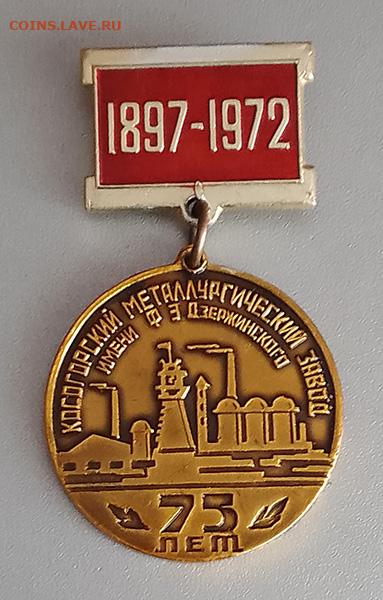 COINS.LAVE.RU
1897-1972
КОСОГОРСКИЙ МЕТАЛЛУРГИЧЕСКИЙ ЗАВОД
ИМЕНИ Ф Э ДЗЕРЖИНСКОГО
75
ЛЕТ